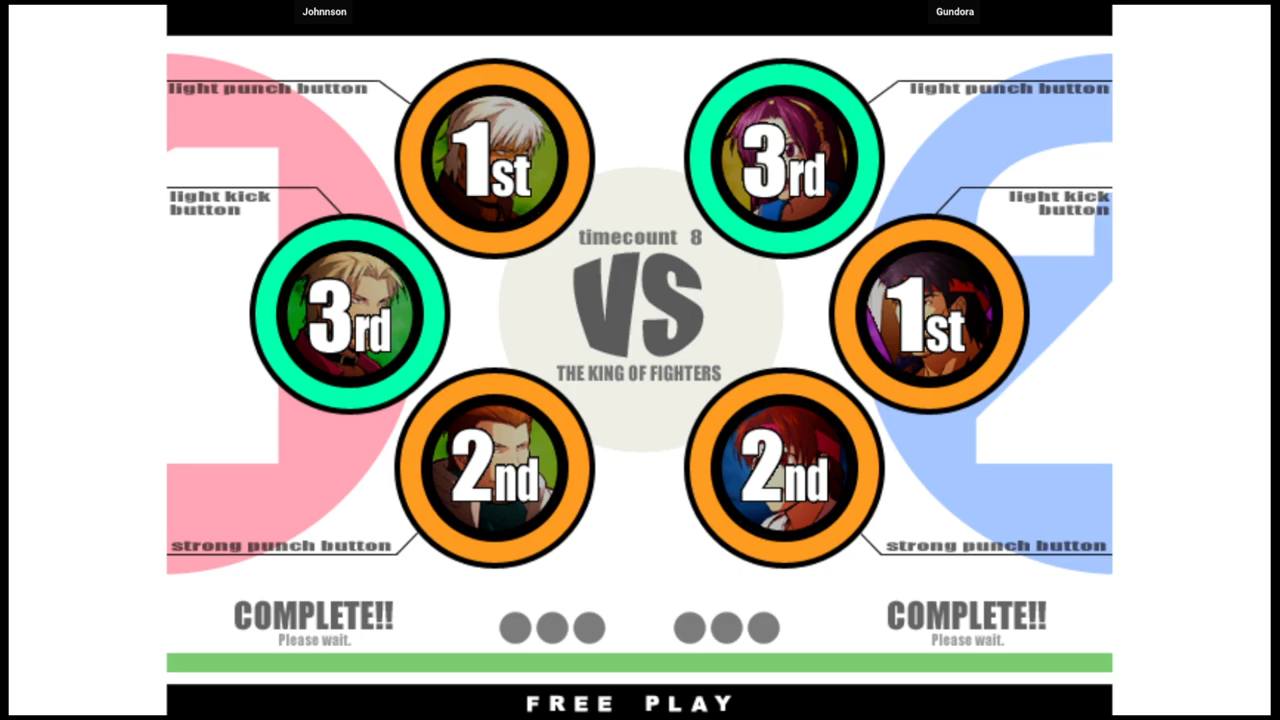 Johnnson
Gundora
light punch button
light punch button
1st
3rd
light kick
button
light kick
button
timecount 8
VS
THE KING OF FIGHTERS
3rd
1st
2nd
2nd
strong punch button
strong punch button
COMPLETE!!
Please wait.
COMPLETE!!
Please wait.
FREE PLAY